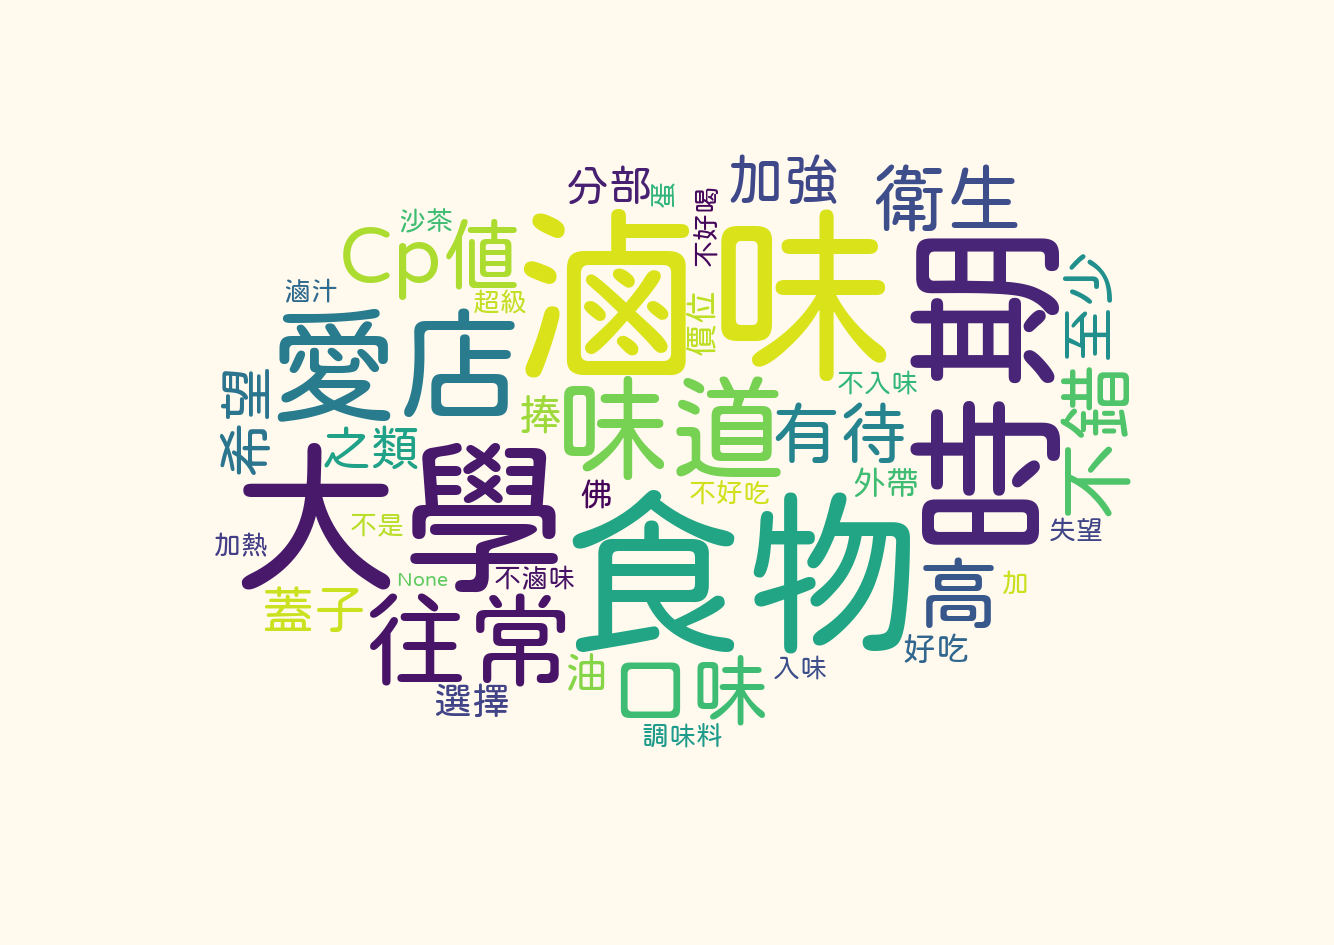 分部
蛋
不好喝
加強
衛生
沙茶
Cp值
滷味
時期
至少
滷汁
超級
價位
愛店
味道
不入味
不錯
希望
之類
捧
有待
大學
佛
不好吃
外帶
食物
失望
加熱
不是
None
不滷味
高
加
蓋子
往常
油
口味
入味
好吃
選擇
調味料